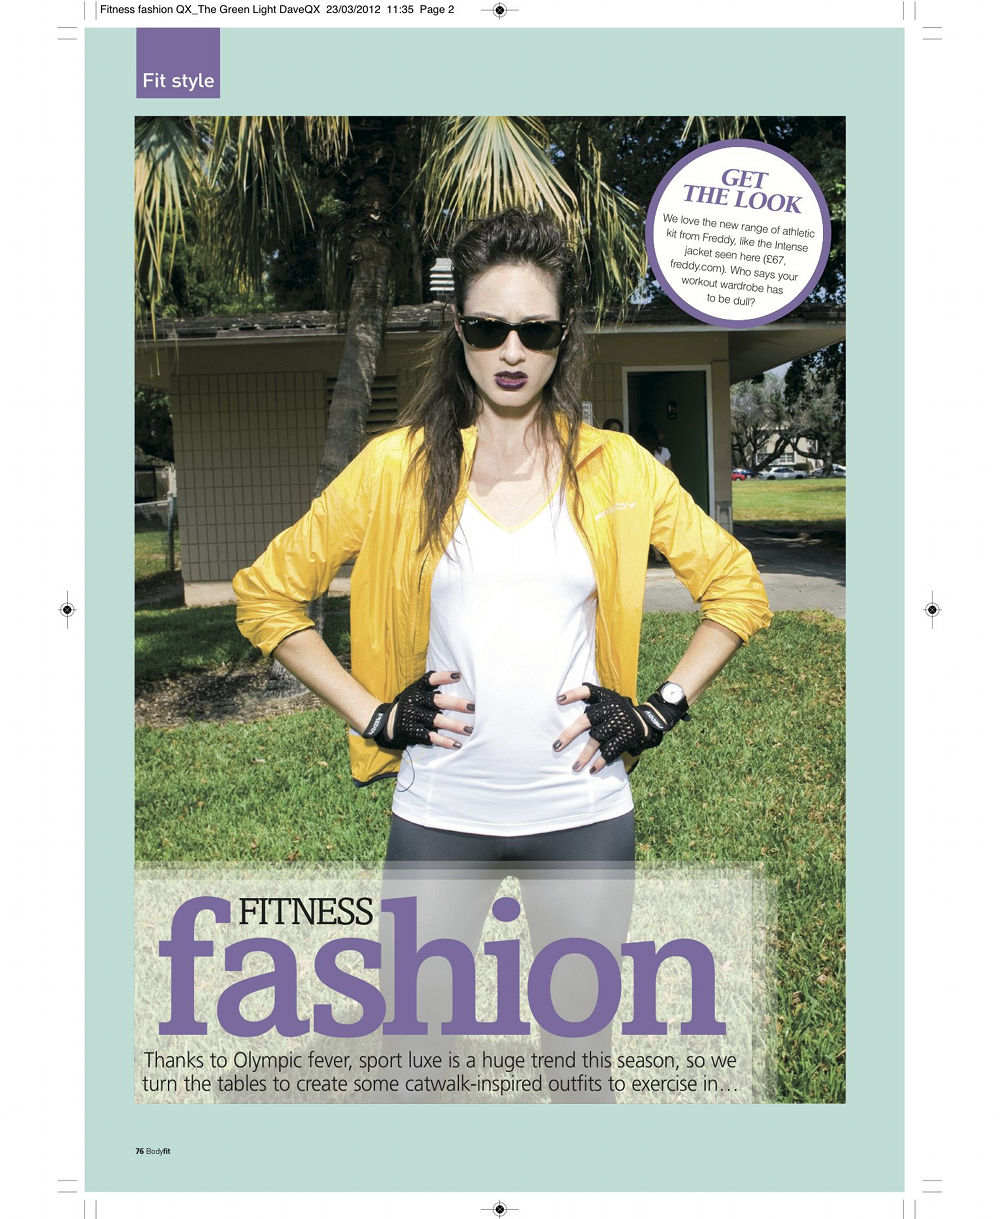 Fitness fashion QX_The Green Light DaveQX  23/03/2012  11:35  Page 2
Fit style
GET
THE LOOK
We love the new range of athletic
kit from Freddy, like the Intense
jacket seen here (£67,
freddy.com). Who says your
workout wardrobe has
to be dull?
FITNESS
fashion
Thanks to Olympic fever, sport luxe is a huge trend this season, so we
turn the tables to create some catwalk-inspired outfits to exercise in…
76 Bodyfit